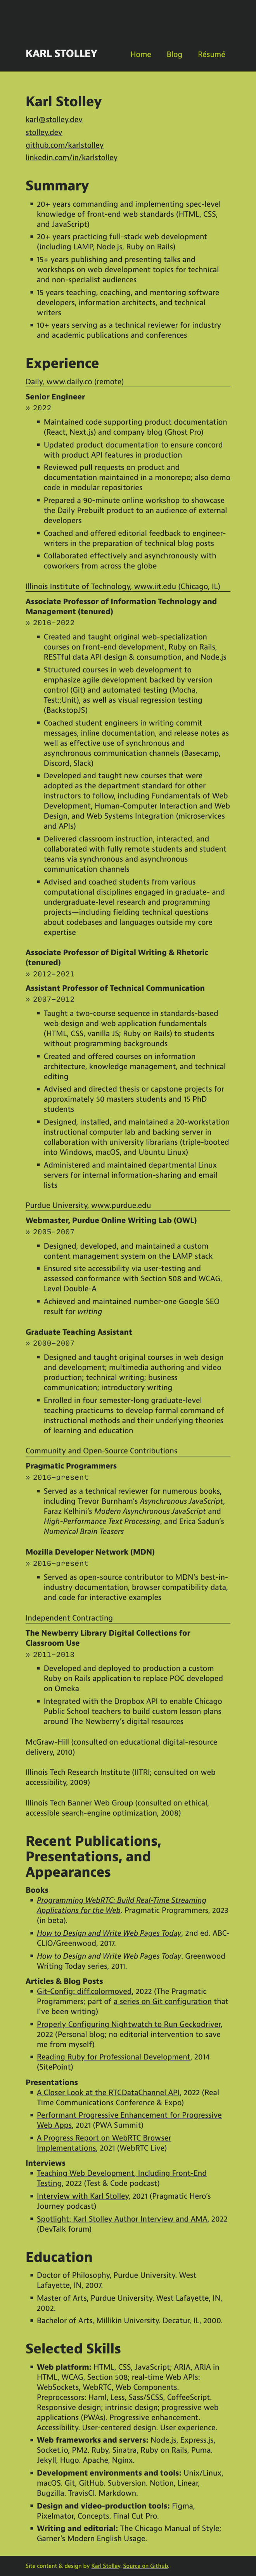 KARL STOLLEY
Home Blog Résumé
Karl Stolley
karl@stolley.dev
stolley.dev
github.com/karlstolley
linkedin.com/in/karlstolley
Summary
20+ years commanding and implementing spec-level
knowledge of front-end web standards (HTML, CSS,
and JavaScript)
20+ years practicing full-stack web development
(including LAMP, Node.js, Ruby on Rails)
15+ years publishing and presenting talks and
workshops on web development topics for technical
and non-specialist audiences
15 years teaching, coaching, and mentoring software
developers, information architects, and technical
writers
10+ years serving as a technical reviewer for industry
and academic publications and conferences
Experience
Daily, www.daily.co (remote)
Senior Engineer
» 2022
Maintained code supporting product documentation
(React, Next.js) and company blog (Ghost Pro)
Updated product documentation to ensure concord
with product API features in production
Reviewed pull requests on product and
documentation maintained in a monorepo; also demo
code in modular repositories
Prepared a 90-minute online workshop to showcase
the Daily Prebuilt product to an audience of external
developers
Coached and offered editorial feedback to engineer-
writers in the preparation of technical blog posts
Collaborated effectively and asynchronously with
coworkers from across the globe
Illinois Institute of Technology, www.iit.edu (Chicago, IL)
Associate Professor of Information Technology and
Management (tenured)
» 2016–2022
Created and taught original web-specialization
courses on front-end development, Ruby on Rails,
RESTful data API design & consumption, and Node.js
Structured courses in web development to
emphasize agile development backed by version
control (Git) and automated testing (Mocha,
Test::Unit), as well as visual regression testing
(BackstopJS)
Coached student engineers in writing commit
messages, inline documentation, and release notes as
well as effective use of synchronous and
asynchronous communication channels (Basecamp,
Discord, Slack)
Developed and taught new courses that were
adopted as the department standard for other
instructors to follow, including Fundamentals of Web
Development, Human-Computer Interaction and Web
Design, and Web Systems Integration (microservices
and APIs)
Delivered classroom instruction, interacted, and
collaborated with fully remote students and student
teams via synchronous and asynchronous
communication channels
Advised and coached students from various
computational disciplines engaged in graduate- and
undergraduate-level research and programming
projects—including fielding technical questions
about codebases and languages outside my core
expertise
Associate Professor of Digital Writing & Rhetoric
(tenured)
» 2012–2021
Assistant Professor of Technical Communication
» 2007–2012
Taught a two-course sequence in standards-based
web design and web application fundamentals
(HTML, CSS, vanilla JS; Ruby on Rails) to students
without programming backgrounds
Created and offered courses on information
architecture, knowledge management, and technical
editing
Advised and directed thesis or capstone projects for
approximately 50 masters students and 15 PhD
students
Designed, installed, and maintained a 20-workstation
instructional computer lab and backing server in
collaboration with university librarians (triple-booted
into Windows, macOS, and Ubuntu Linux)
Administered and maintained departmental Linux
servers for internal information-sharing and email
lists
Purdue University, www.purdue.edu
Webmaster, Purdue Online Writing Lab (OWL)
» 2005–2007
Designed, developed, and maintained a custom
content management system on the LAMP stack
Ensured site accessibility via user-testing and
assessed conformance with Section 508 and WCAG,
Level Double-A
Achieved and maintained number-one Google SEO
result for writing
Graduate Teaching Assistant
» 2000–2007
Designed and taught original courses in web design
and development; multimedia authoring and video
production; technical writing; business
communication; introductory writing
Enrolled in four semester-long graduate-level
teaching practicums to develop formal command of
instructional methods and their underlying theories
of learning and education
Community and Open-Source Contributions
Pragmatic Programmers
» 2016–present
Served as a technical reviewer for numerous books,
including Trevor Burnham's Asynchronous JavaScript,
Faraz Kelhini's Modern Asynchronous JavaScript and
High-Performance Text Processing, and Erica Sadun's
Numerical Brain Teasers
Mozilla Developer Network (MDN)
» 2016–present
Served as open-source contributor to MDN's best-in-
industry documentation, browser compatibility data,
and code for interactive examples
Independent Contracting
The Newberry Library Digital Collections for
Classroom Use
» 2011–2013
Developed and deployed to production a custom
Ruby on Rails application to replace POC developed
on Omeka
Integrated with the Dropbox API to enable Chicago
Public School teachers to build custom lesson plans
around The Newberry's digital resources
McGraw-Hill (consulted on educational digital-resource
delivery, 2010)
Illinois Tech Research Institute (IITRI; consulted on web
accessibility, 2009)
Illinois Tech Banner Web Group (consulted on ethical,
accessible search-engine optimization, 2008)
Recent Publications,
Presentations, and
Appearances
Books
Programming WebRTC: Build Real-Time Streaming
Applications for the Web. Pragmatic Programmers, 2023
(in beta).
How to Design and Write Web Pages Today, 2nd ed. ABC-
CLIO/Greenwood, 2017.
How to Design and Write Web Pages Today. Greenwood
Writing Today series, 2011.
Articles & Blog Posts
Git-Config: diff.colormoved, 2022 (The Pragmatic
Programmers; part of a series on Git configuration that
I've been writing)
Properly Configuring Nightwatch to Run Geckodriver,
2022 (Personal blog; no editorial intervention to save
me from myself)
Reading Ruby for Professional Development, 2014
(SitePoint)
Presentations
A Closer Look at the RTCDataChannel API, 2022 (Real
Time Communications Conference & Expo)
Performant Progressive Enhancement for Progressive
Web Apps, 2021 (PWA Summit)
A Progress Report on WebRTC Browser
Implementations, 2021 (WebRTC Live)
Interviews
Teaching Web Development, Including Front-End
Testing, 2022 (Test & Code podcast)
Interview with Karl Stolley, 2021 (Pragmatic Hero's
Journey podcast)
Spotlight: Karl Stolley Author Interview and AMA, 2022
(DevTalk forum)
Education
Doctor of Philosophy, Purdue University. West
Lafayette, IN, 2007.
Master of Arts, Purdue University. West Lafayette, IN,
2002.
Bachelor of Arts, Millikin University. Decatur, IL, 2000.
Selected Skills
Web platform: HTML, CSS, JavaScript; ARIA, ARIA in
HTML, WCAG, Section 508; real-time Web APIs:
WebSockets, WebRTC, Web Components.
Preprocessors: Haml, Less, Sass/SCSS, CoffeeScript.
Responsive design; intrinsic design; progressive web
applications (PWAs). Progressive enhancement.
Accessibility. User-centered design. User experience.
Web frameworks and servers: Node.js, Express.js,
Socket.io, PM2. Ruby, Sinatra, Ruby on Rails, Puma.
Jekyll, Hugo. Apache, Nginx.
Development environments and tools: Unix/Linux,
macOS. Git, GitHub. Subversion. Notion, Linear,
Bugzilla. TravisCI. Markdown.
Design and video-production tools: Figma,
Pixelmator, Concepts. Final Cut Pro.
Writing and editorial: The Chicago Manual of Style;
Garner's Modern English Usage.
Site content & design by Karl Stolley. Source on Github.